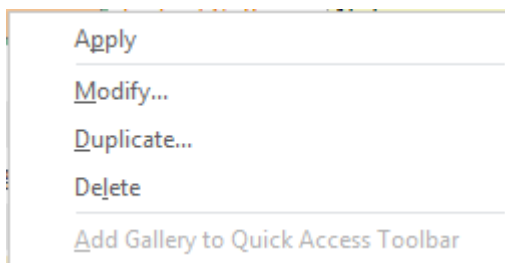 Apply
Modify...
Duplicate...
Delete
Add Gallery to Quick Access Toolbar